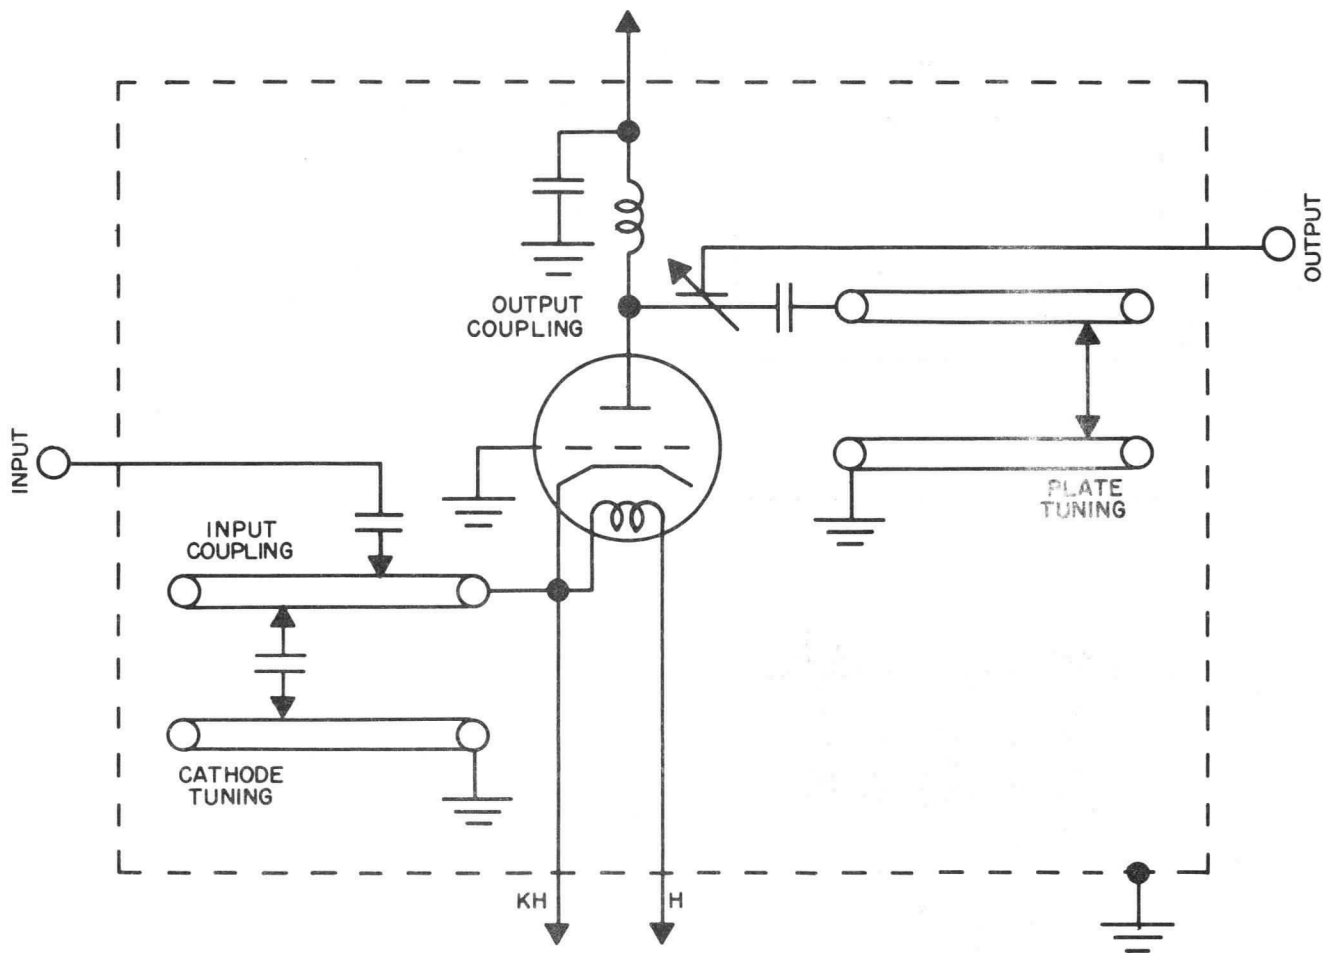 OUTPUT
OUTPUT
COUPLING
INPUT
PLATE
TUNING
INPUT
COUPLING
CATHODE
TUNING
KH
H